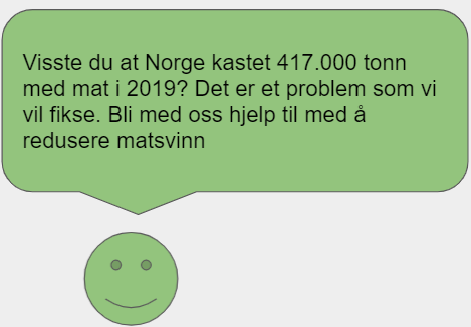 Visste du at Norge kastet 417.000 tonn
med mat i 2019? Det er et problem som vi
vil fikse. Bli med oss hjelp til med å
redusere matsvinn